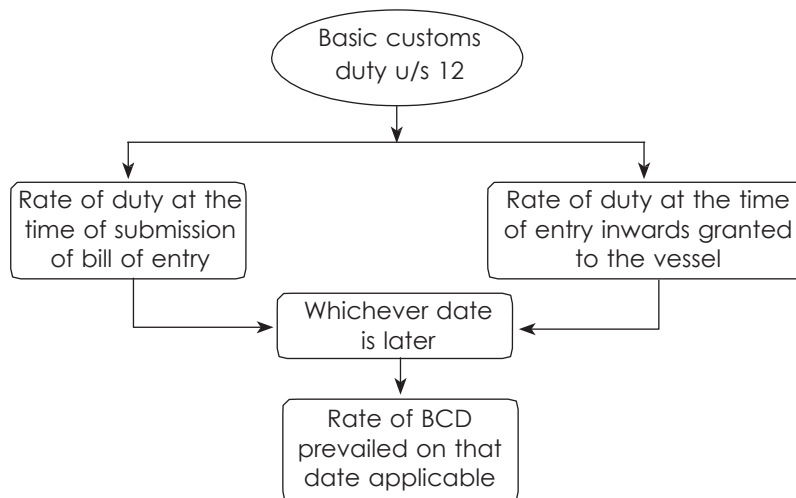 Basic customs
duty u/s 12
Rate of duty at the
time of submission
of bill of entry
Rate of duty at the time
of entry inwards granted
to the vessel
Whichever date
is later
Rate of BCD
prevailed on that
date applicable